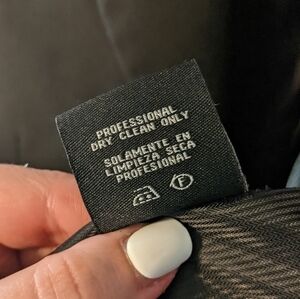 PROFESSIONAL
DRY CLEAN ONLY
SOLAMENTE EN
LIMPIEZA SECA
PROFESIONAL
F